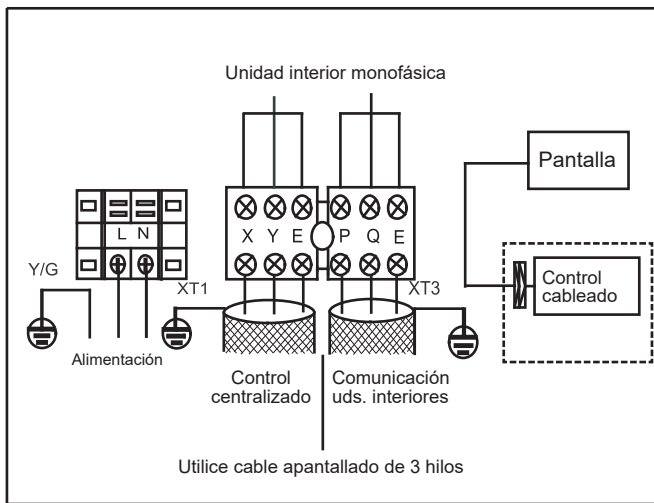 Unidad interior monofásica
Pantalla
Control
cableado
L N
X Y E P Q E
Y/G
XT1
XT3
Alimentación
Control
centralizado
Comunicación
uds. interiores
Utilice cable apantallado de 3 hilos